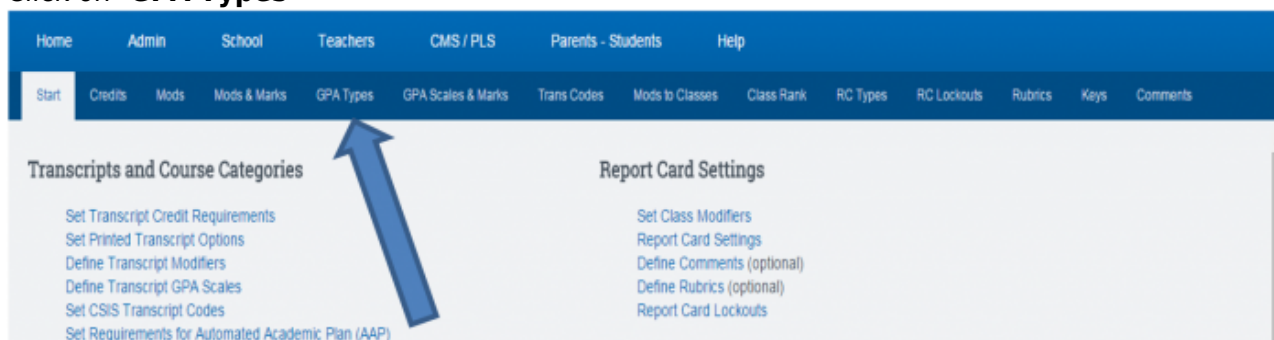 Click on "GPA Types"
Home Admin School Teachers CMS / PLS Parents - Students Help
Start Credits Mods Mods & Marks GPA Types GPA Scales & Marks Trans Codes Mods to Classes Class Rank RC Types RC Lockouts Rubrics Keys Comments
Transcripts and Course Categories
Set Transcript Credit Requirements
Set Printed Transcript Options
Define Transcript Modifiers
Define Transcript GPA Scales
Set CSIS Transcript Codes
Set Requirements for Automated Academic Plan (AAP)
Report Card Settings
Set Class Modifiers
Report Card Settings
Define Comments (optional)
Define Rubrics (optional)
Report Card Lockouts